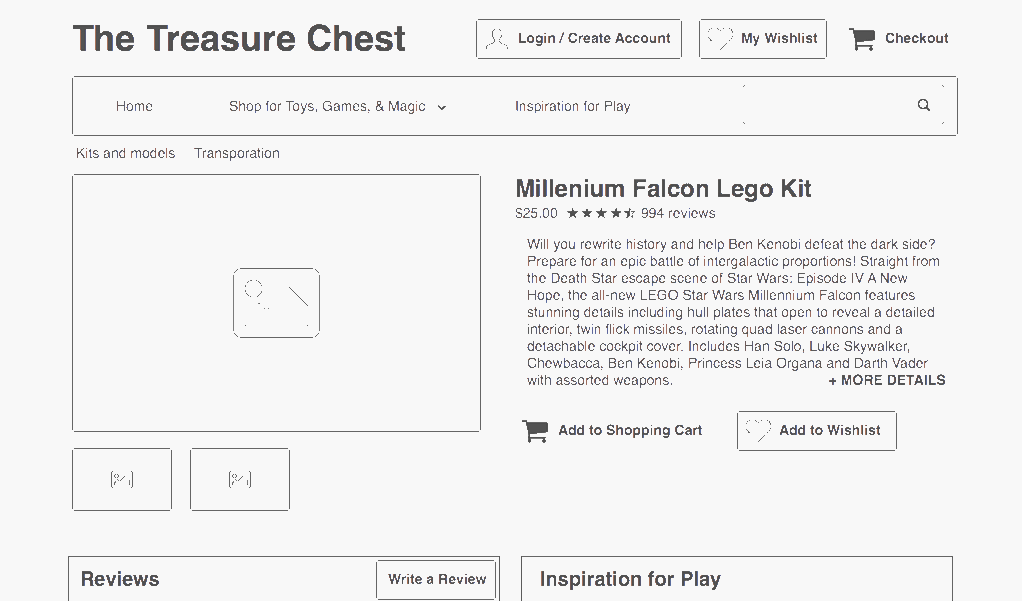 The Treasure Chest
Login / Create Account
My Wishlist
Checkout
Home
Shop for Toys, Games, & Magic
Inspiration for Play
Kits and models
Transporation
Millenium Falcon Lego Kit
$25.00 ★★★★⯪ 994 reviews
Will you rewrite history and help Ben Kenobi defeat the dark side?
Prepare for an epic battle of intergalactic proportions! Straight from
the Death Star escape scene of Star Wars: Episode IV A New
Hope, the all-new LEGO Star Wars Millennium Falcon features
stunning details including hull plates that open to reveal a detailed
interior, twin flick missiles, rotating quad laser cannons and a
detachable cockpit cover. Includes Han Solo, Luke Skywalker,
Chewbacca, Ben Kenobi, Princess Leia Organa and Darth Vader
with assorted weapons.
+ MORE DETAILS
Add to Shopping Cart
Add to Wishlist
Reviews
Write a Review
Inspiration for Play